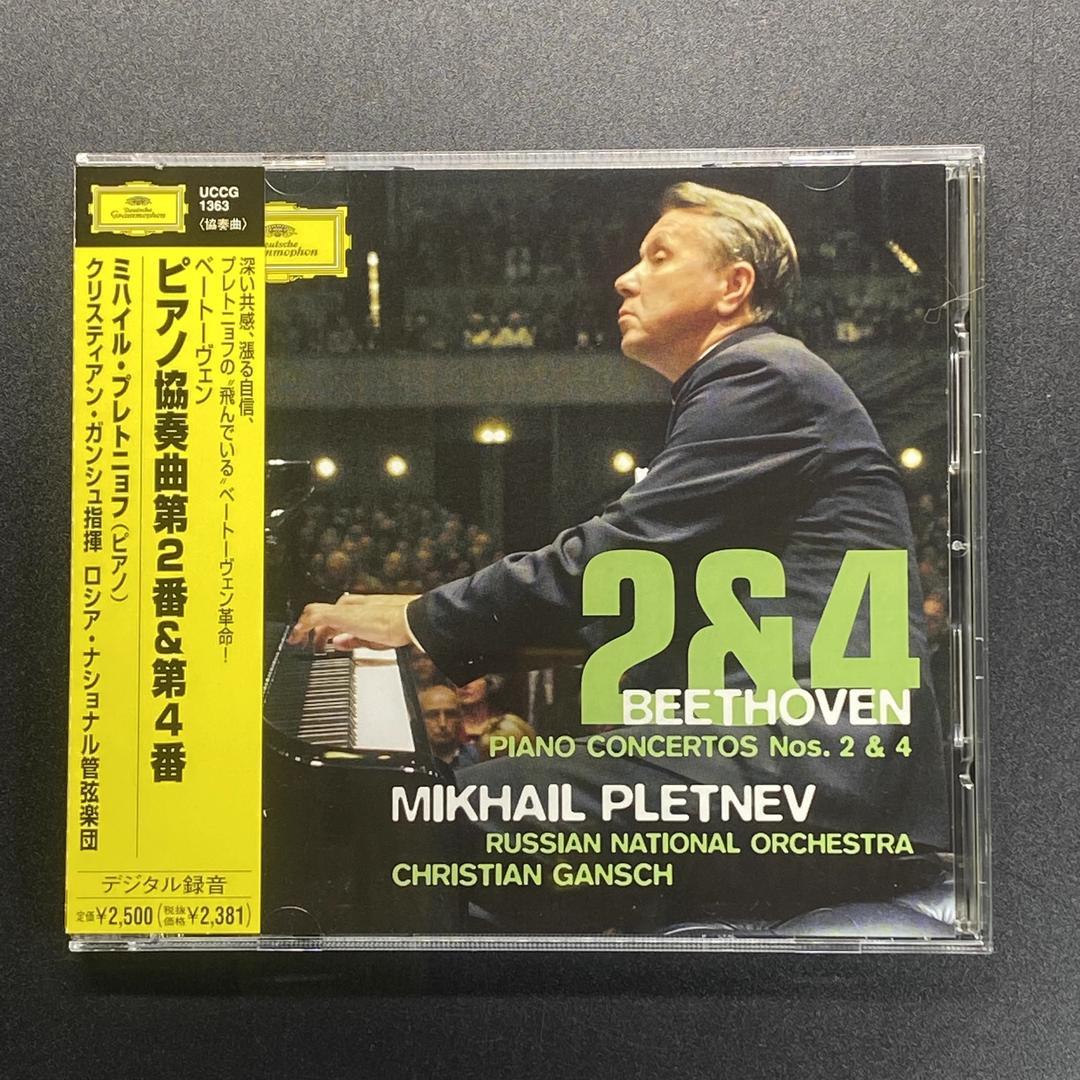 Deutsche
Grammophon
UCCG
1363
〈協奏曲〉
深い共感、漲る自信、
プレトニョフの〝飛んでいる〟ベートーヴェン革命!
ベートーヴェン
ピアノ協奏曲第2番&第4番
ミハイル・プレトニョフ(ピアノ)
クリスティアン・ガンシュ指揮 ロシア・ナショナル管弦楽団
デジタル録音
定価¥2,500(税抜価格¥2,381)
eutsche
mmophon
2&4
BEETHOVEN
PIANO CONCERTOS Nos. 2 & 4
MIKHAIL PLETNEV
RUSSIAN NATIONAL ORCHESTRA
CHRISTIAN GANSCH